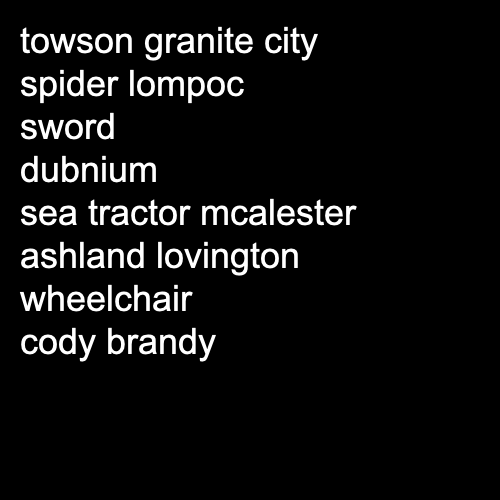 towson granite city
spider lompoc
sword
dubnium
sea tractor mcalester
ashland lovington
wheelchair
cody brandy